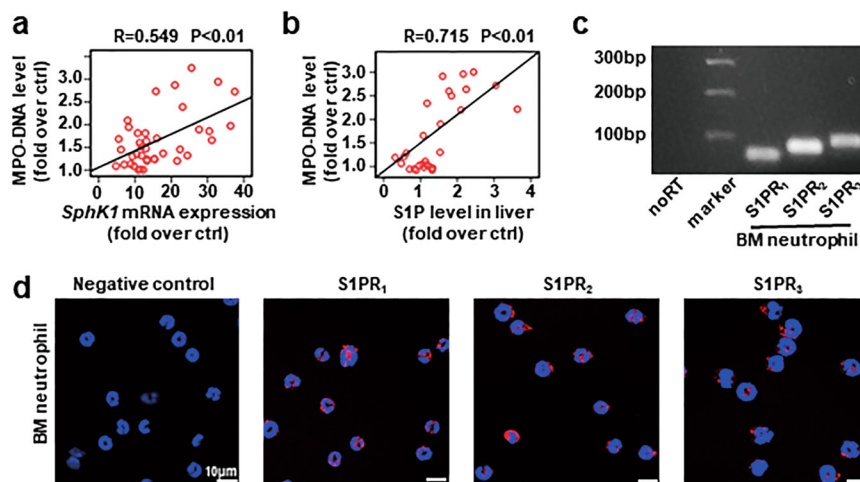 a
R=0.549 P<0.01
MPO-DNA level
(fold over ctrl)
3.0
2.5
2.0
1.5
1.0
0 10 20 30 40
SphK1 mRNA expression
(fold over ctrl)
b
R=0.715 P<0.01
MPO-DNA level
(fold over ctrl)
3.0
2.5
2.0
1.5
1.0
0 1 2 3 4
S1P level in liver
(fold over ctrl)
c
300bp
200bp
100bp
noRT
marker
S1PR₁
S1PR₂
S1PR₃
BM neutrophil
d
Negative control
S1PR₁
S1PR₂
S1PR₃
BM neutrophil
10μm